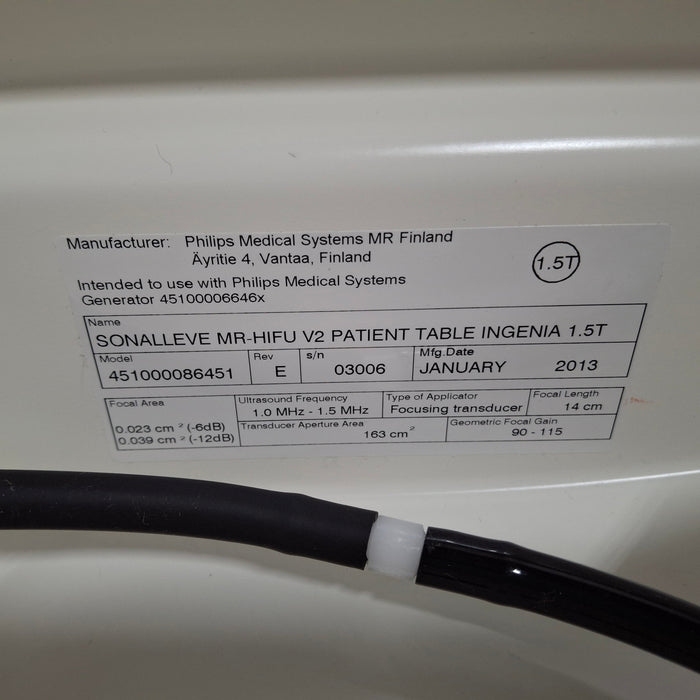 Manufacturer: Philips Medical Systems MR Finland
Äyritie 4, Vantaa, Finland
1.5T
Intended to use with Philips Medical Systems
Generator 45100006646x
Name
SONALLEVE MR-HIFU V2 PATIENT TABLE INGENIA 1.5T
Model
451000086451
Rev
E
s/n
03006
Mfg.Date
JANUARY 2013
Focal Area
0.023 cm² (-6dB)
0.039 cm² (-12dB)
Ultrasound Frequency
1.0 MHz - 1.5 MHz
Type of Applicator
Focusing transducer
Focal Length
14 cm
Transducer Aperture Area
163 cm²
Geometric Focal Gain
90 - 115